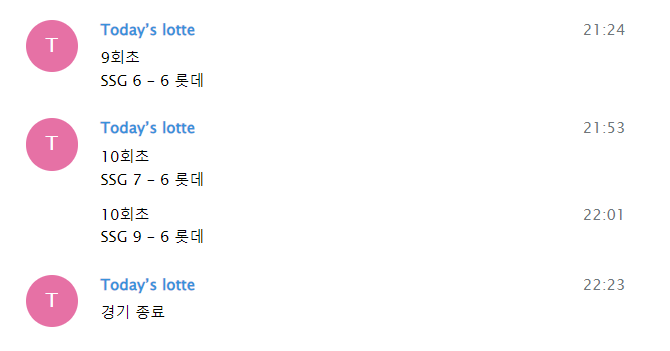 T
Today's lotte 21:24
9회초
SSG 6 - 6 롯데
T
Today's lotte 21:53
10회초
SSG 7 - 6 롯데
10회초 22:01
SSG 9 - 6 롯데
T
Today's lotte 22:23
경기 종료